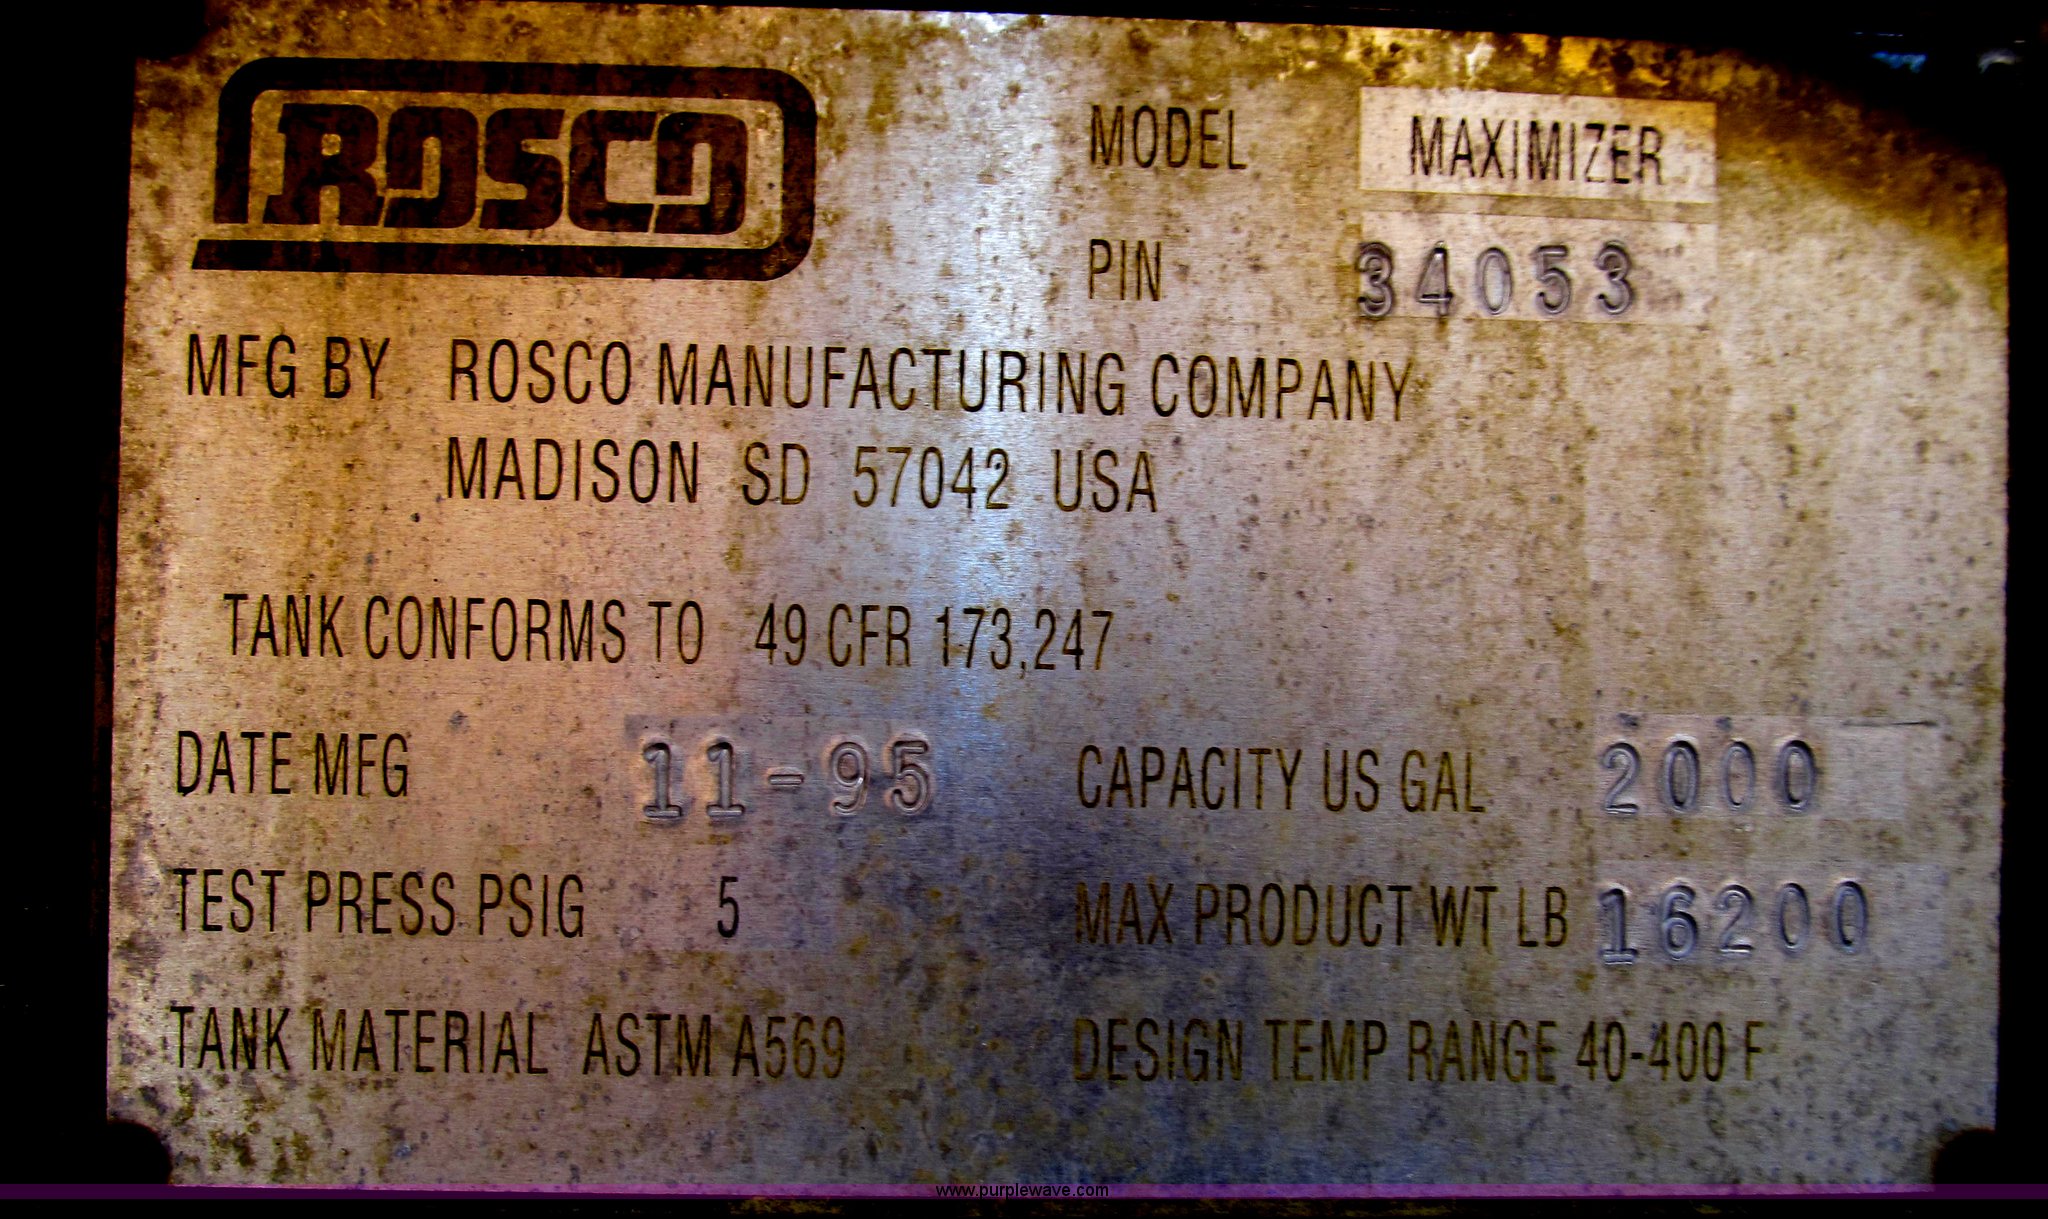 ROSCO
MODEL MAXIMIZER
PIN 34053
MFG BY ROSCO MANUFACTURING COMPANY
MADISON SD 57042 USA
TANK CONFORMS TO 49 CFR 173,247
DATE MFG 11-95 CAPACITY US GAL 2000
TEST PRESS PSIG 5 MAX PRODUCT WT LB 16200
TANK MATERIAL ASTM A569 DESIGN TEMP RANGE 40-400 F
www.purplewave.com